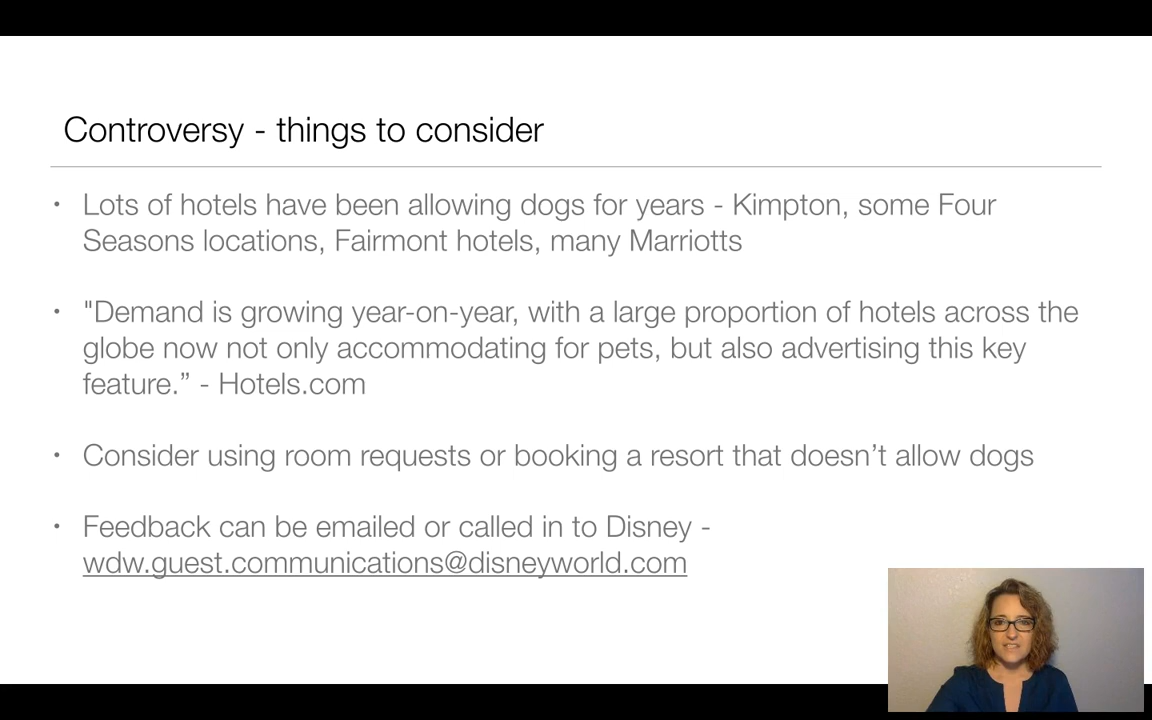 Controversy - things to consider
• Lots of hotels have been allowing dogs for years - Kimpton, some Four
Seasons locations, Fairmont hotels, many Marriotts
• "Demand is growing year-on-year, with a large proportion of hotels across the
globe now not only accommodating for pets, but also advertising this key
feature.” - Hotels.com
• Consider using room requests or booking a resort that doesn’t allow dogs
• Feedback can be emailed or called in to Disney -
wdw.guest.communications@disneyworld.com